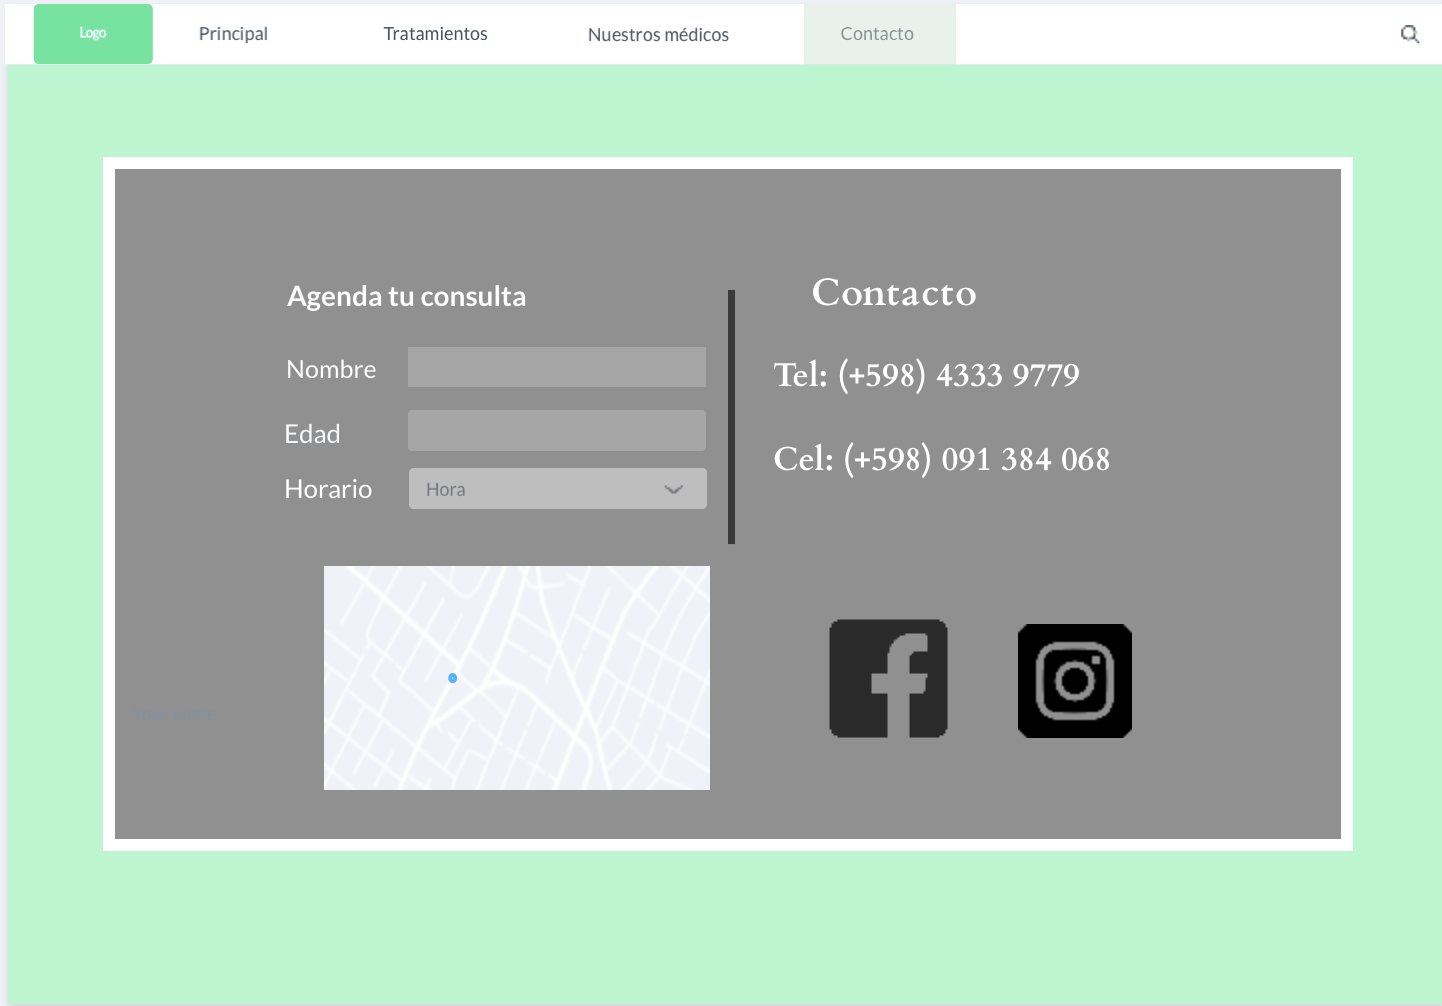 Logo
Principal
Tratamientos
Nuestros médicos
Contacto
Agenda tu consulta
Nombre
Edad
Horario
Hora
Contacto
Tel: (+598) 4333 9779
Cel: (+598) 091 384 068